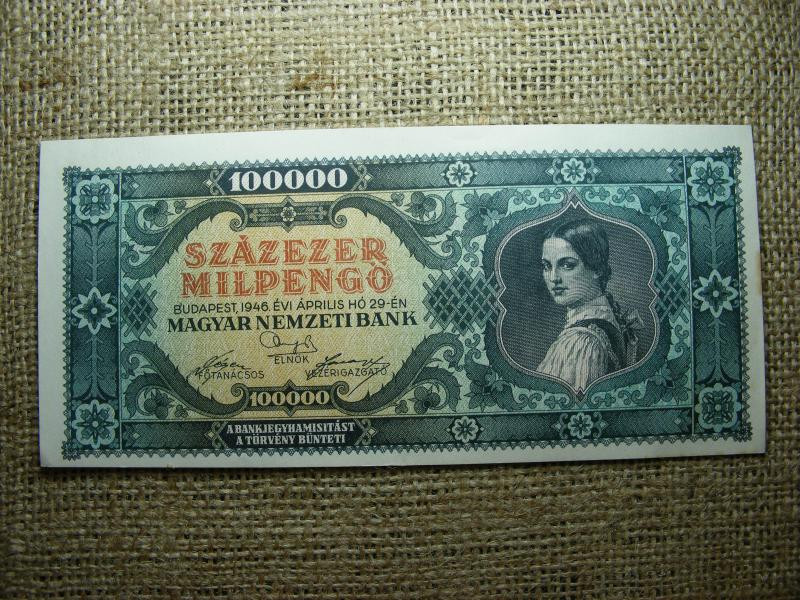 100000
SZÁZEZER
MILPENGŐ
BUDAPEST, 1946. ÉVI ÁPRILIS HÓ 29-ÉN
MAGYAR NEMZETI BANK
ELNÖK
FŐTANÁCSOS VEZÉRIGAZGATÓ
100000
A BANKJEGYHAMISITÁST
A TÖRVÉNY BÜNTETI